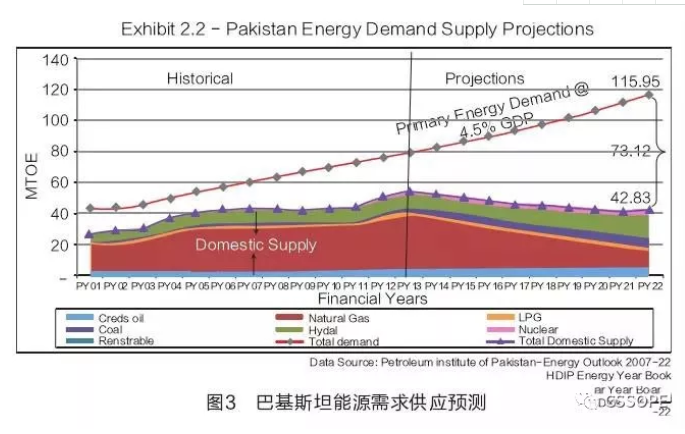 Exhibit 2.2 - Pakistan Energy Demand Supply Projections
140
120
100
80
60
40
20
-
MTOE
Historical
Projections
Primary Energy Demand @
4.5% GDP
115.95
73.12
42.83
Domestic Supply
PY 01 PY 02 PY 03 PY 04 PY 05 PY 06 PY 07 PY 08 PY 09 PY 10 PY 11 PY 12 PY 13 PY 14 PY 15 PY 16 PY 17 PY 18 PY 19 PY 20 PY 21 PY 22
Financial Years
Creds oil Natural Gas LPG
Coal Hydal Nuclear
Renstrable Total demand Total Domestic Supply
Data Source: Petroleum institute of Pakistan-Energy Outlook 2007-22
HDIP Energy Year Book
ar Year Boar
CSSOPE
-22
图3 巴基斯坦能源需求供应预测